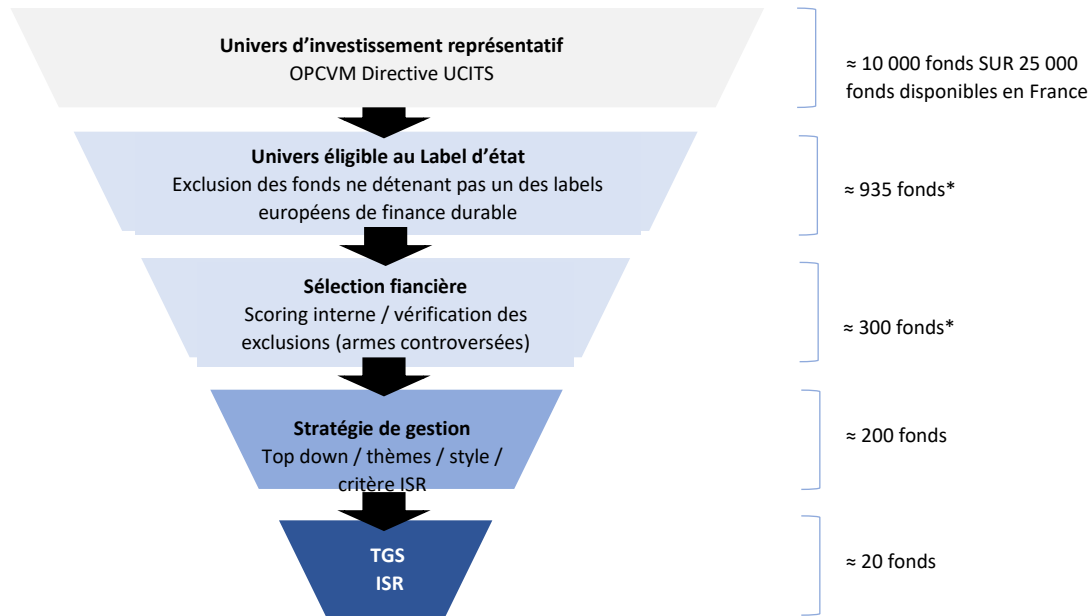 Univers d’investissement représentatif
OPCVM Directive UCITS
≈ 10 000 fonds SUR 25 000
fonds disponibles en France
Univers éligible au Label d’état
Exclusion des fonds ne détenant pas un des labels
européens de finance durable
≈ 935 fonds*
Sélection fiancière
Scoring interne / vérification des
exclusions (armes controversées)
≈ 300 fonds*
Stratégie de gestion
Top down / thèmes / style /
critère ISR
≈ 200 fonds
TGS
ISR
≈ 20 fonds